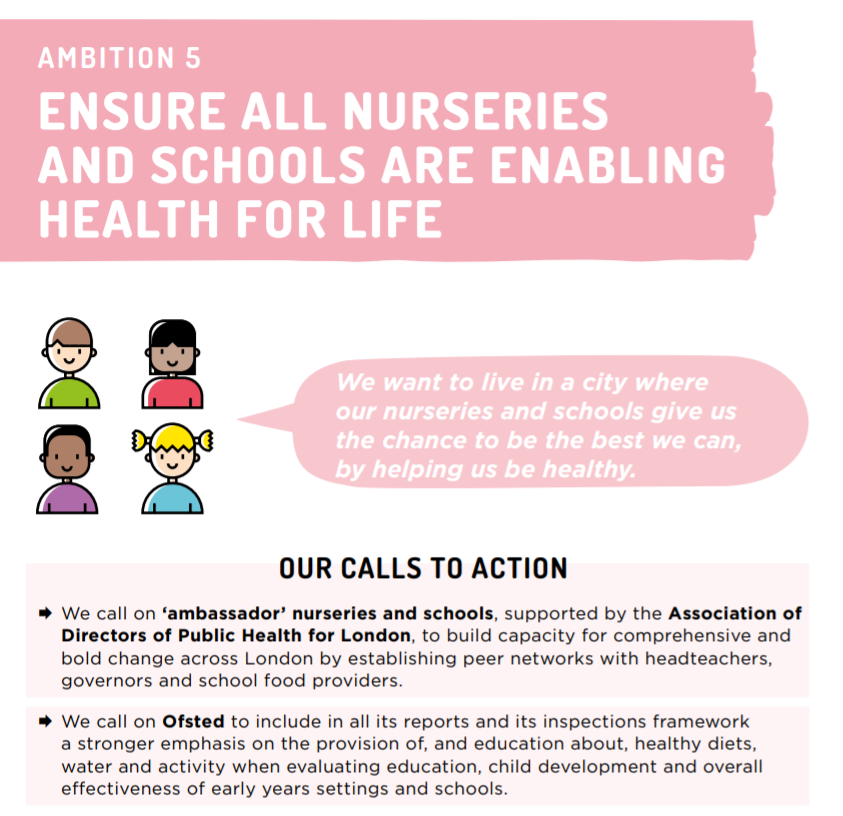 AMBITION 5
ENSURE ALL NURSERIES
AND SCHOOLS ARE ENABLING
HEALTH FOR LIFE
We want to live in a city where
our nurseries and schools give us
the chance to be the best we can,
by helping us be healthy.
OUR CALLS TO ACTION
We call on ‘ambassador’ nurseries and schools, supported by the Association of
Directors of Public Health for London, to build capacity for comprehensive and
bold change across London by establishing peer networks with headteachers,
governors and school food providers.
We call on Ofsted to include in all its reports and its inspections framework
a stronger emphasis on the provision of, and education about, healthy diets,
water and activity when evaluating education, child development and overall
effectiveness of early years settings and schools.